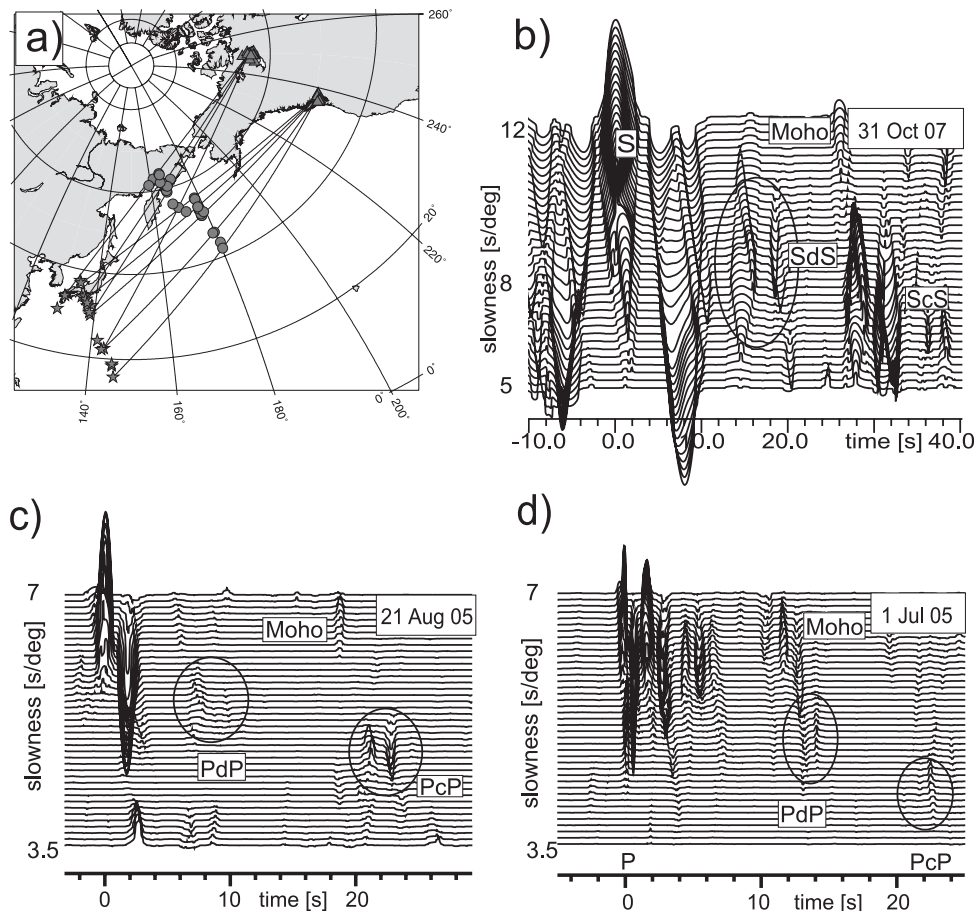 a)
260°
240°
20°
220°
0°
200°
0°
180°
160°
140°
b)
12
8
5
slowness [s/deg]
S
Moho
31 Oct 07
SdS
ScS
-10.0
0.0
10.0
20.0
time [s]
40.0
c)
7
3.5
slowness [s/deg]
Moho
21 Aug 05
PdP
PcP
0
10
time [s]
20
d)
7
3.5
slowness [s/deg]
Moho
1 Jul 05
PdP
P
PcP
0
10
time [s]
20